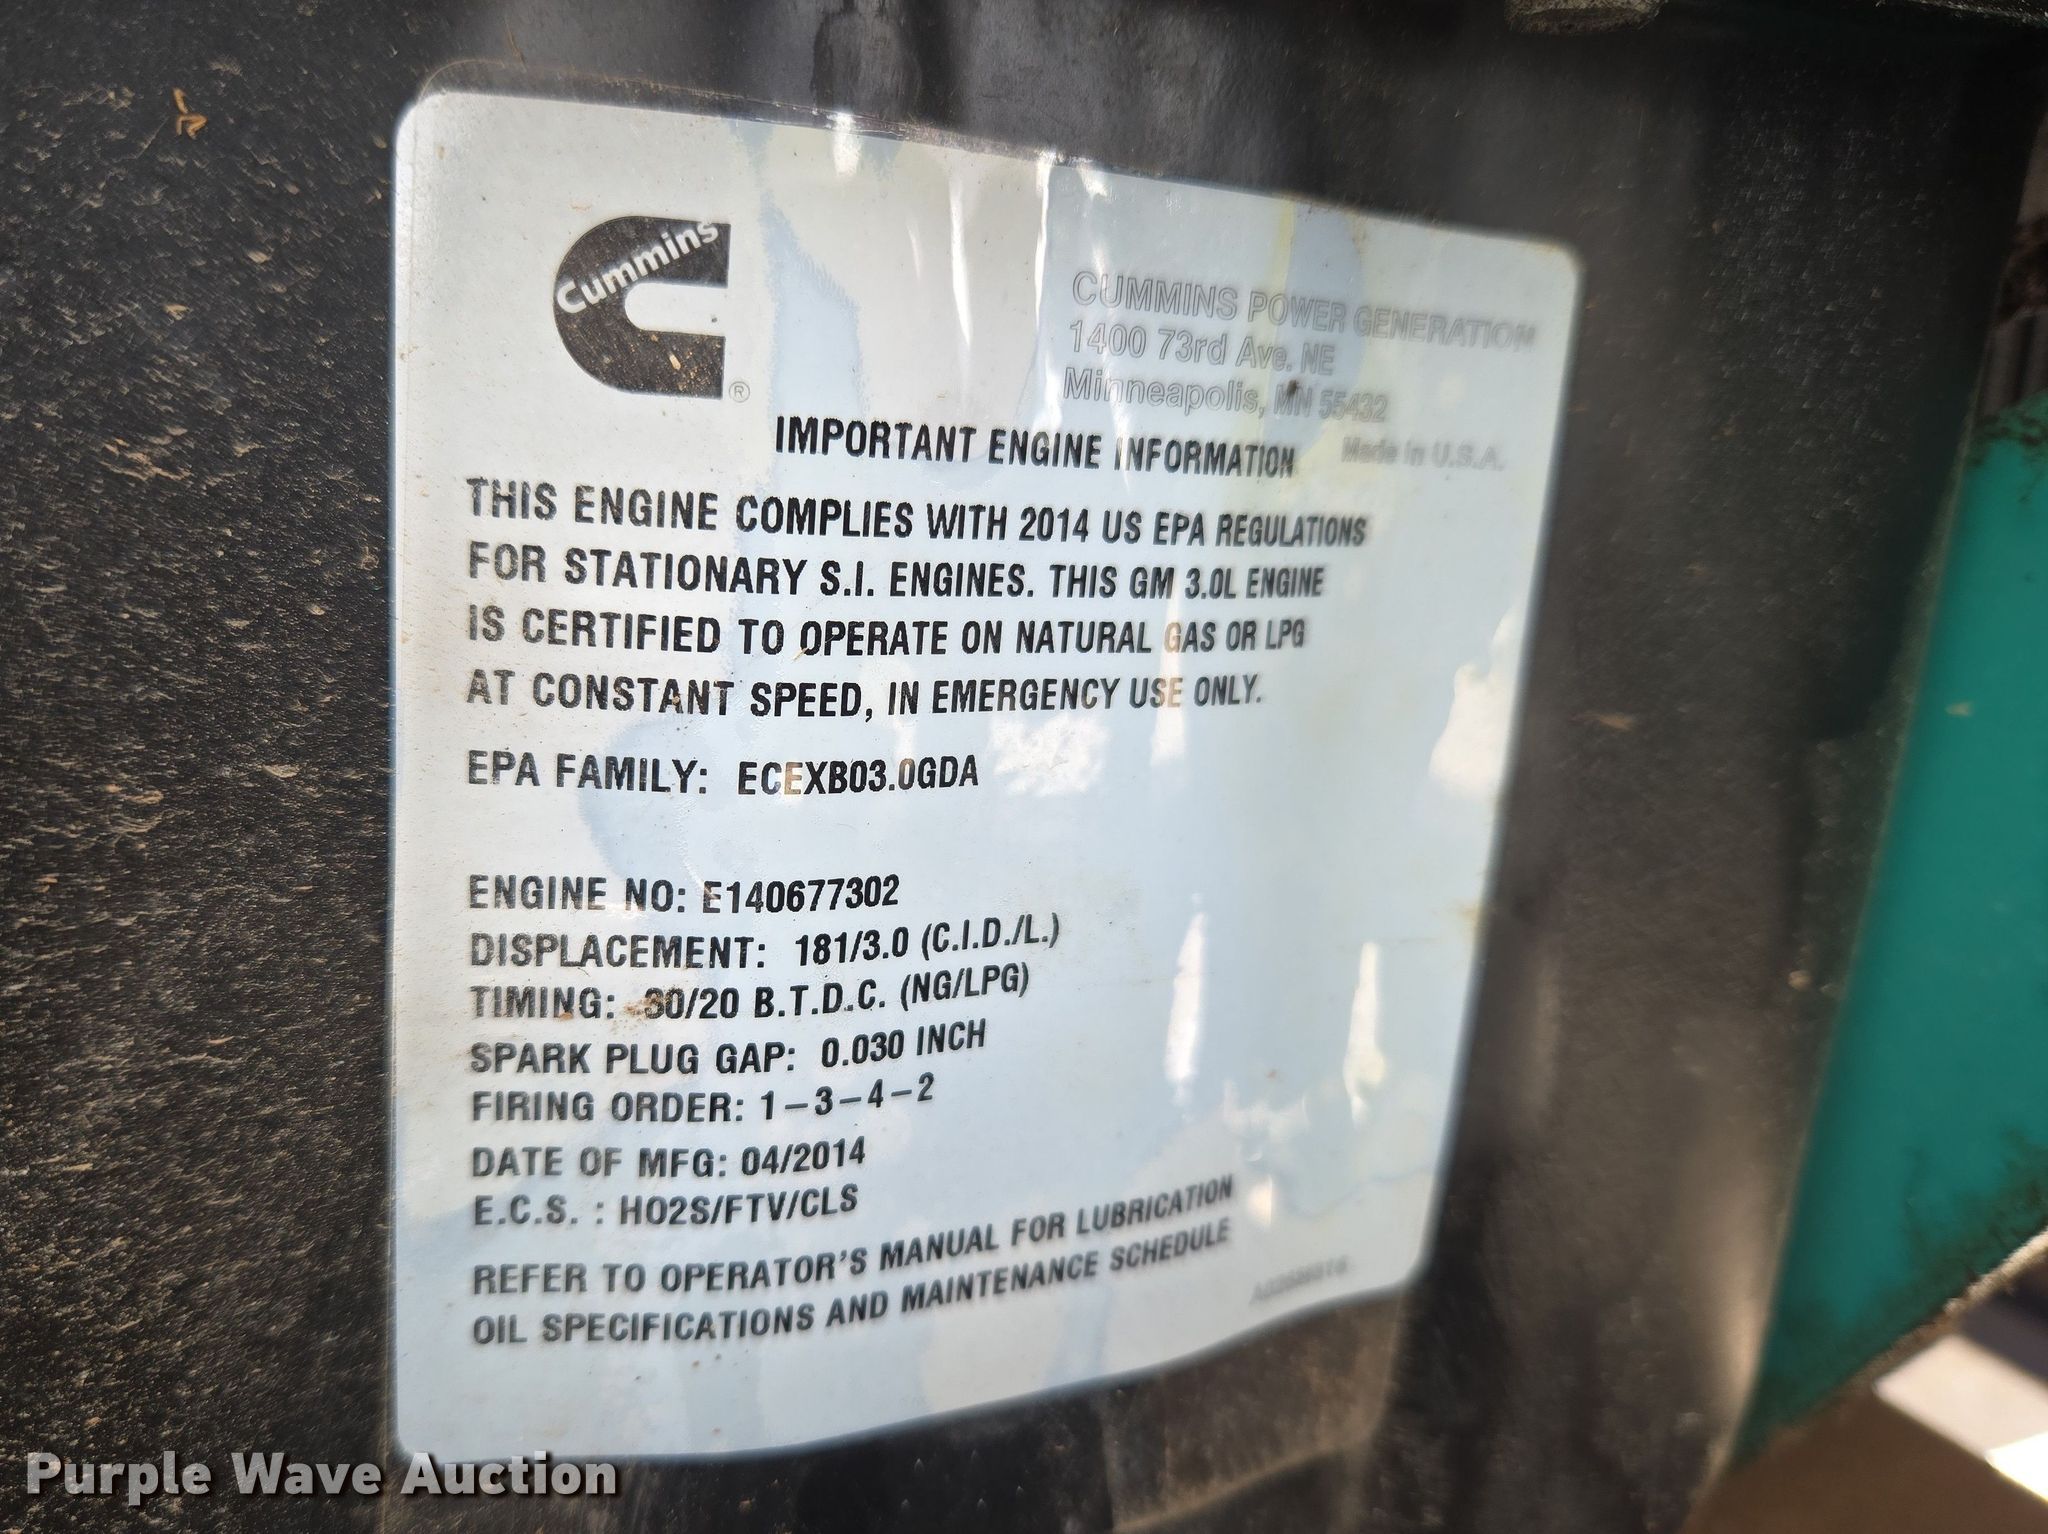 Cummins
®
CUMMINS POWER GENERATION
1400 73rd Ave. NE
Minneapolis, MN 55432
Made in U.S.A.
IMPORTANT ENGINE INFORMATION
THIS ENGINE COMPLIES WITH 2014 US EPA REGULATIONS
FOR STATIONARY S.I. ENGINES. THIS GM 3.0L ENGINE
IS CERTIFIED TO OPERATE ON NATURAL GAS OR LPG
AT CONSTANT SPEED, IN EMERGENCY USE ONLY.
EPA FAMILY: ECEXB03.0GDA
ENGINE NO: E140677302
DISPLACEMENT: 181/3.0 (C.I.D./L.)
TIMING: 30/20 B.T.D.C. (NG/LPG)
SPARK PLUG GAP: 0.030 INCH
FIRING ORDER: 1-3-4-2
DATE OF MFG: 04/2014
E.C.S. : HO2S/FTV/CLS
REFER TO OPERATOR'S MANUAL FOR LUBRICATION
OIL SPECIFICATIONS AND MAINTENANCE SCHEDULE
Purple Wave Auction